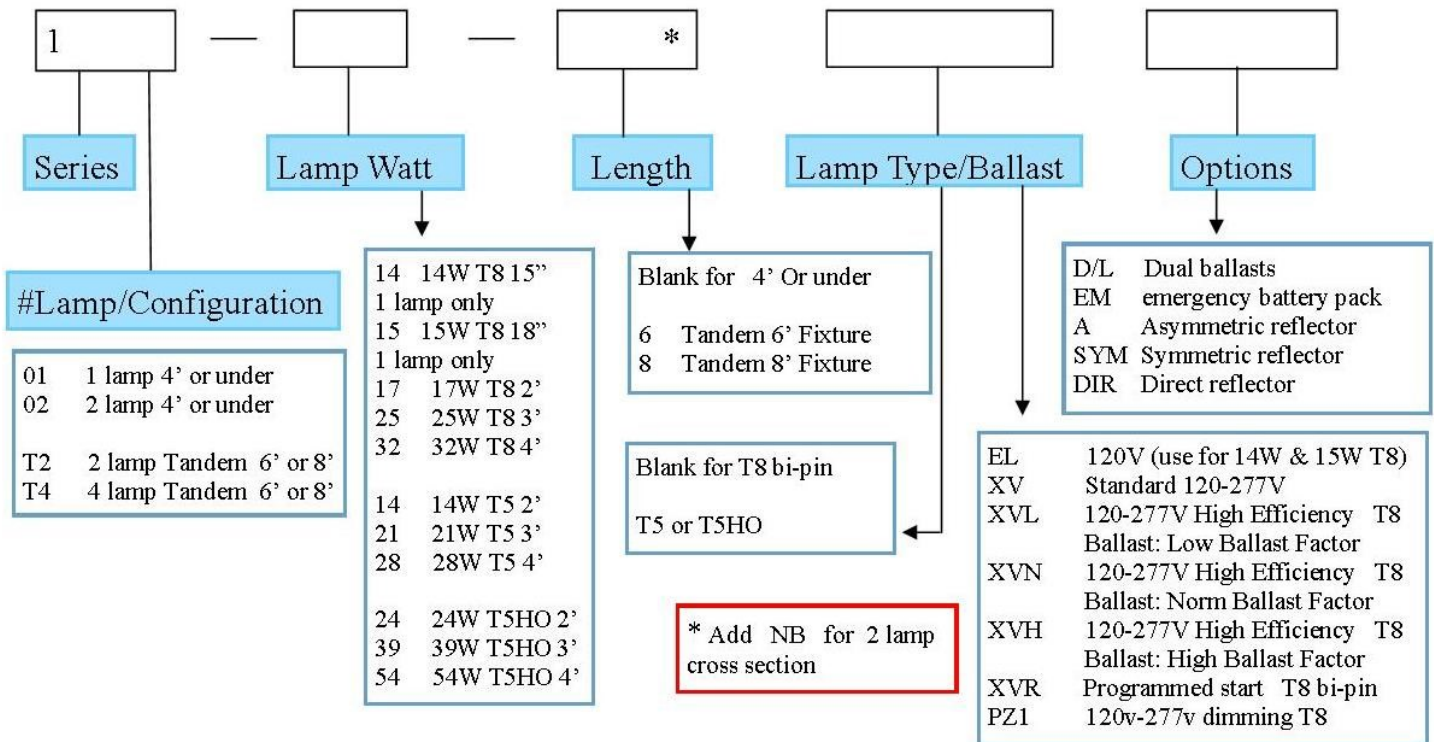 1 — — *
Series
Lamp Watt
Length
Lamp Type/Ballast
Options
#Lamp/Configuration
01 1 lamp 4' or under
02 2 lamp 4' or under
T2 2 lamp Tandem 6' or 8'
T4 4 lamp Tandem 6' or 8'
14 14W T8 15”
1 lamp only
15 15W T8 18”
1 lamp only
17 17W T8 2’
25 25W T8 3’
32 32W T8 4’
14 14W T5 2’
21 21W T5 3’
28 28W T5 4’
24 24W T5HO 2’
39 39W T5HO 3’
54 54W T5HO 4’
Blank for 4’ Or under
6 Tandem 6’ Fixture
8 Tandem 8’ Fixture
Blank for T8 bi-pin
T5 or T5HO
* Add NB for 2 lamp
cross section
D/L Dual ballasts
EM emergency battery pack
A Asymmetric reflector
SYM Symmetric reflector
DIR Direct reflector
EL 120V (use for 14W & 15W T8)
XV Standard 120-277V
XVL 120-277V High Efficiency T8
Ballast: Low Ballast Factor
XVN 120-277V High Efficiency T8
Ballast: Norm Ballast Factor
XVH 120-277V High Efficiency T8
Ballast: High Ballast Factor
XVR Programmed start T8 bi-pin
PZ1 120v-277v dimming T8